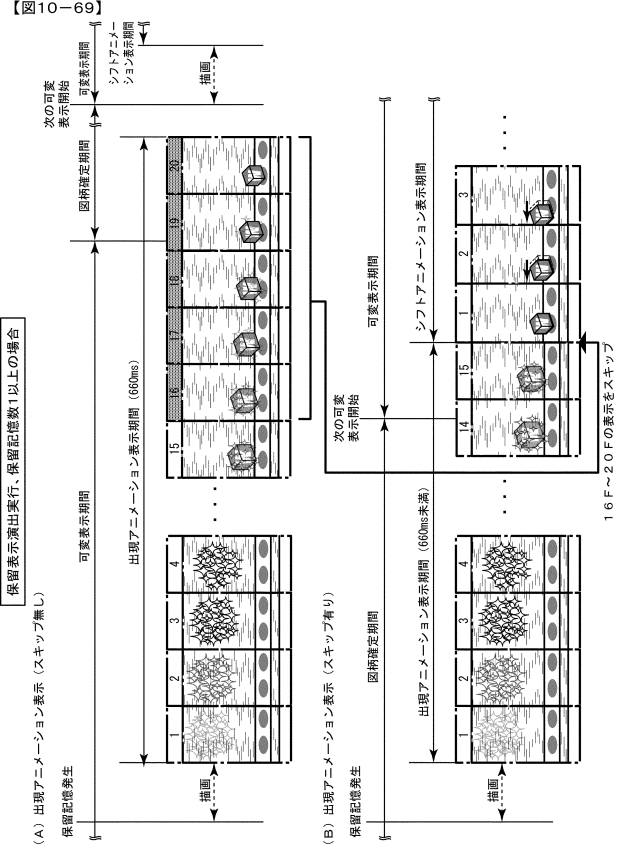 【図10－69】
保留表示演出実行、保留記憶数1以上の場合
（A）出現アニメーション表示（スキップ無し）
保留記憶発生
次の可変
表示開始
可変表示期間
図柄確定期間
可変表示期間
シフトアニメー
ション表示期間
出現アニメーション表示期間（660ms）
描画
描画
1 2 3 4 ・・・ 15 16 17 18 19 20
（B）出現アニメーション表示（スキップ有り）
保留記憶発生
次の可変
表示開始
図柄確定期間
可変表示期間
出現アニメーション表示期間（660ms未満）
シフトアニメーション表示期間
描画
1 2 3 4 ・・・ 14 15 1 2 3 ・・・
16F～20Fの表示をスキップ